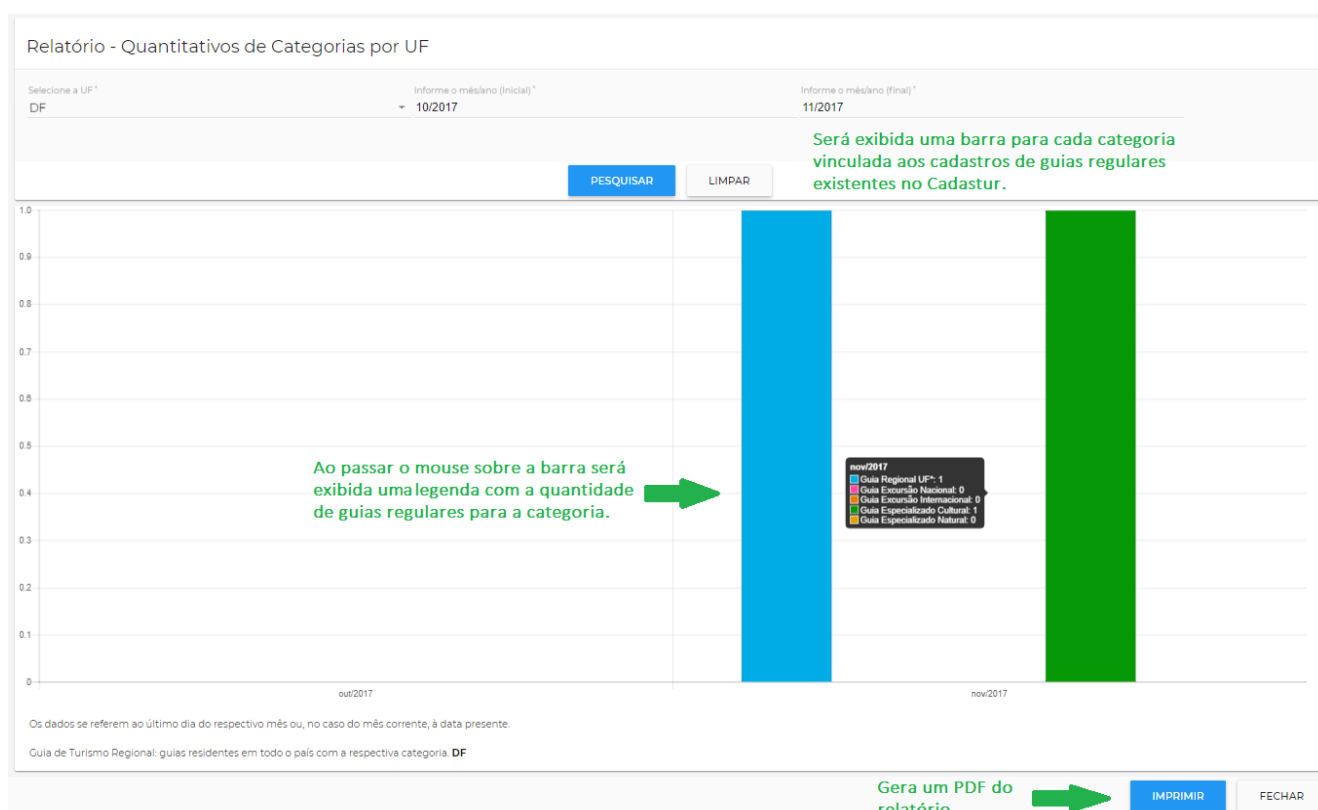 Relatório - Quantitativos de Categorias por UF
Selecione a UF *
Informe o mês/ano (Inicial) *
Informe o mês/ano (final) *
DF
10/2017
11/2017
Será exibida uma barra para cada categoria
vinculada aos cadastros de guias regulares
existentes no Cadastur.
PESQUISAR
LIMPAR
1.0
0.9
0.8
0.7
0.6
0.5
0.4
0.3
0.2
0.1
0
Ao passar o mouse sobre a barra será
exibida uma legenda com a quantidade
de guias regulares para a categoria.
nov/2017
Guia Regional UF*: 1
Guia Excursão Nacional: 0
Guia Excursão Internacional: 0
Guia Especializado Cultural: 1
Guia Especializado Natural: 0
out/2017
nov/2017
Os dados se referem ao último dia do respectivo mês ou, no caso do mês corrente, à data presente.
Guia de Turismo Regional: guias residentes em todo o país com a respectiva categoria. DF
Gera um PDF do
relatório
IMPRIMIR
FECHAR